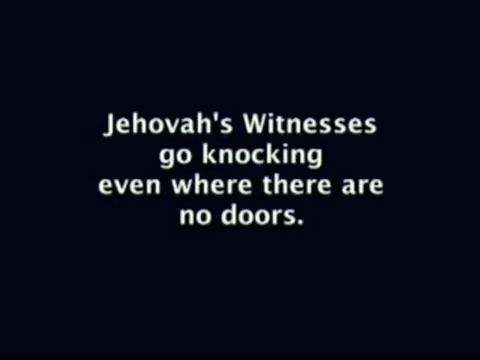 Jehovah's Witnesses
go knocking
even where there are
no doors.